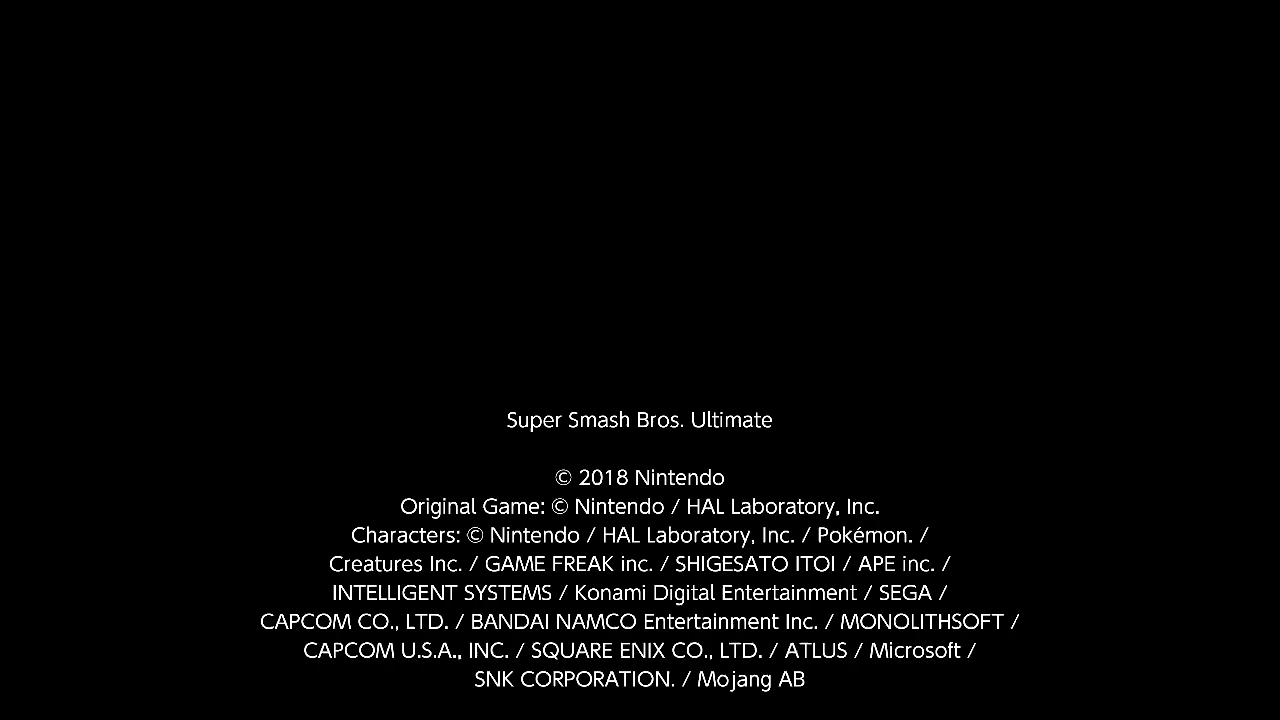 Super Smash Bros. Ultimate
© 2018 Nintendo
Original Game: © Nintendo / HAL Laboratory, Inc.
Characters: © Nintendo / HAL Laboratory, Inc. / Pokémon. /
Creatures Inc. / GAME FREAK inc. / SHIGESATO ITOI / APE inc. /
INTELLIGENT SYSTEMS / Konami Digital Entertainment / SEGA /
CAPCOM CO., LTD. / BANDAI NAMCO Entertainment Inc. / MONOLITHSOFT /
CAPCOM U.S.A., INC. / SQUARE ENIX CO., LTD. / ATLUS / Microsoft /
SNK CORPORATION. / Mojang AB